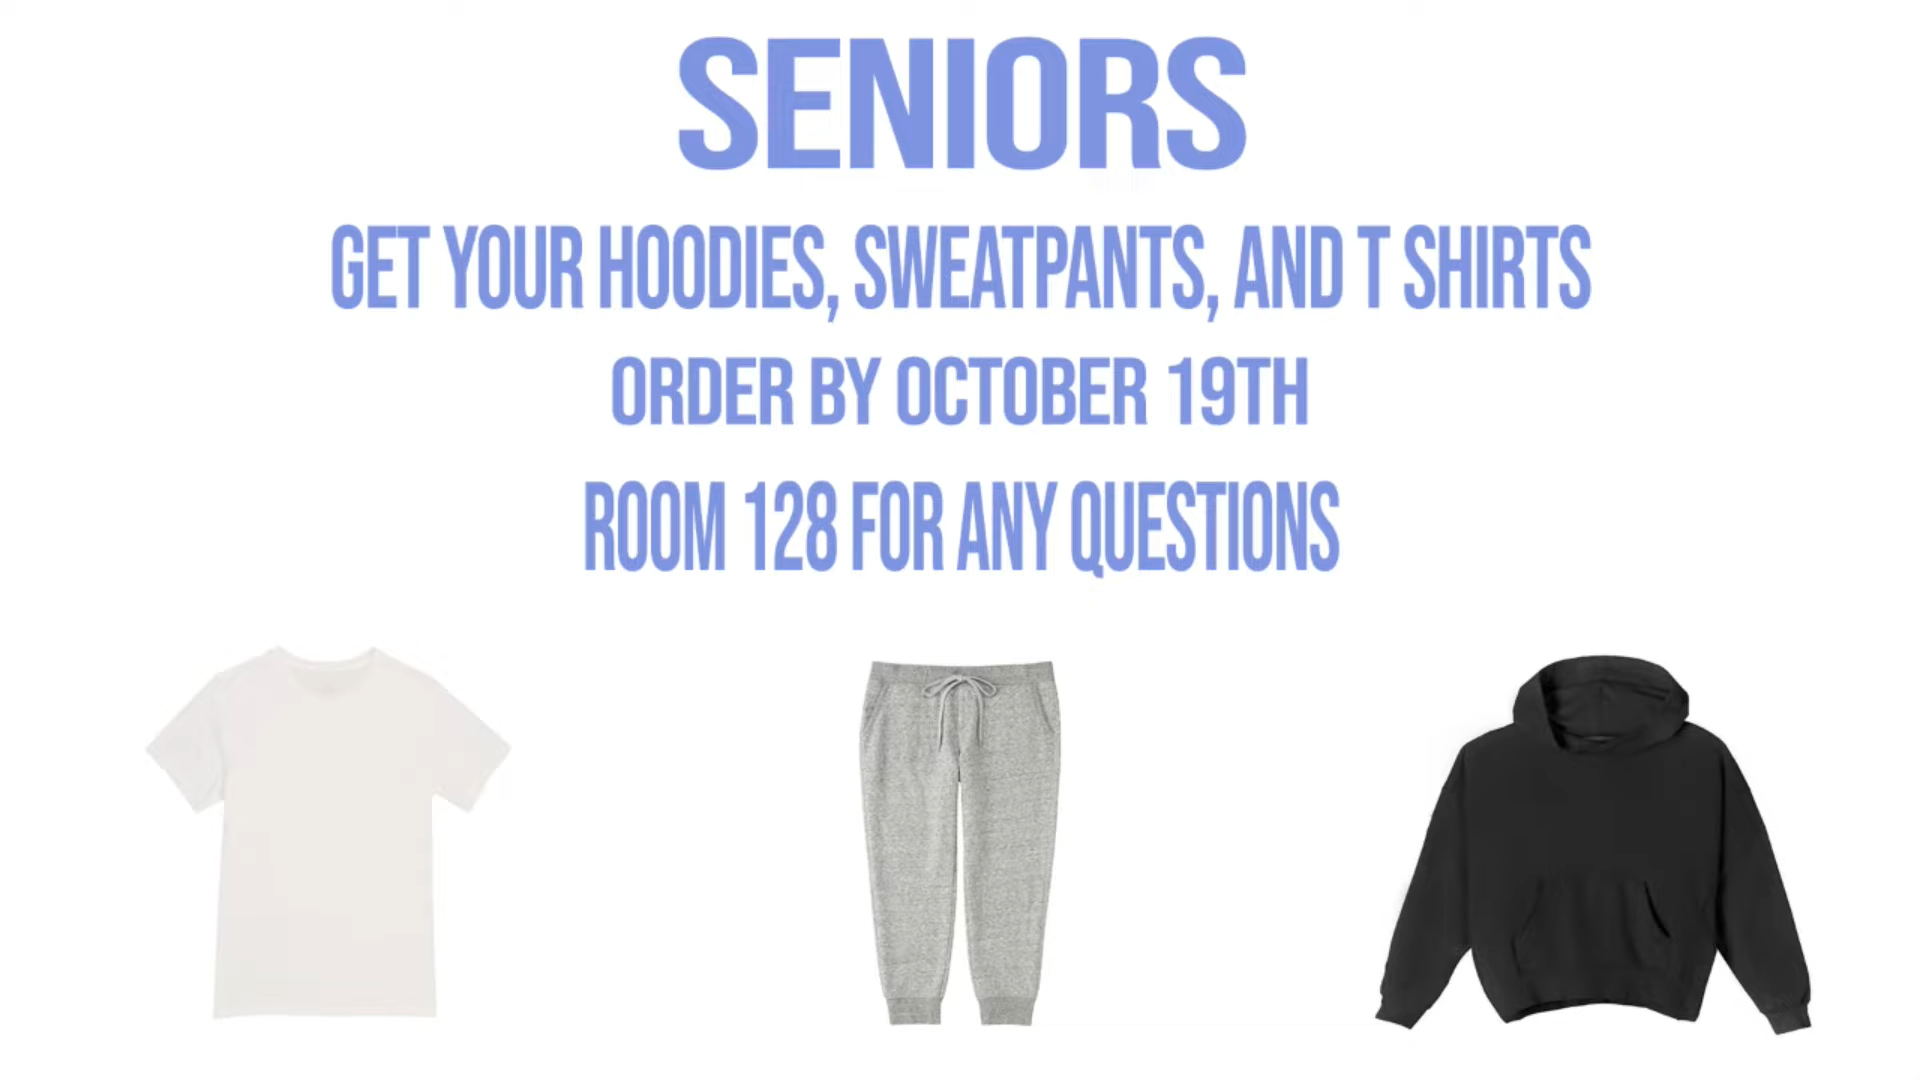 SENIORS
GET YOUR HOODIES, SWEATPANTS, AND T SHIRTS
ORDER BY OCTOBER 19TH
ROOM 128 FOR ANY QUESTIONS